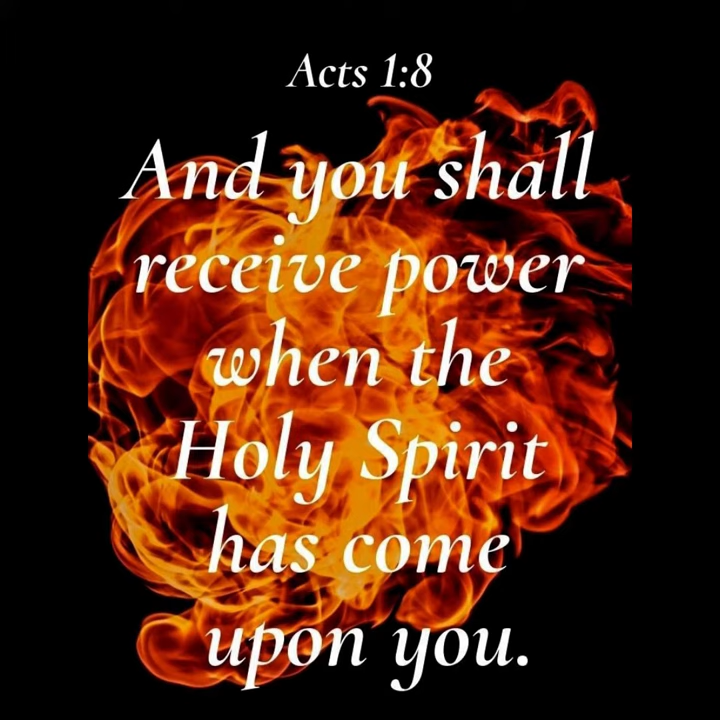 Acts 1:8
And you shall
receive power
when the
Holy Spirit
has come
upon you.